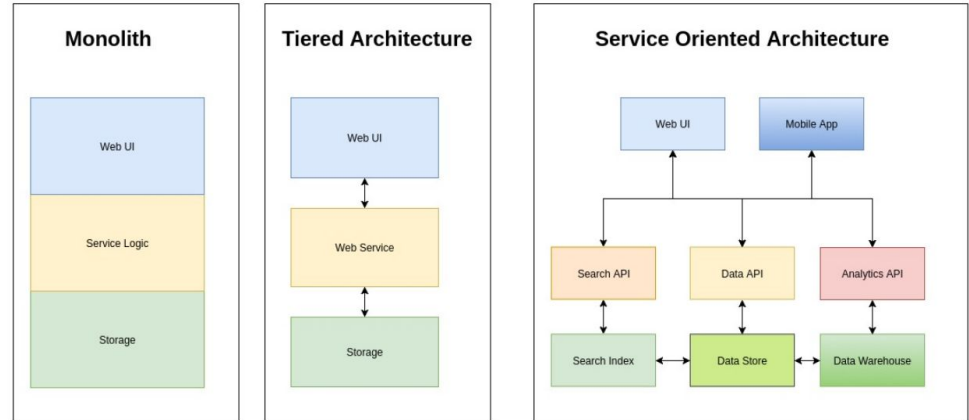 Monolith
Web UI
Service Logic
Storage
Tiered Architecture
Web UI
Web Service
Storage
Service Oriented Architecture
Web UI
Mobile App
Search API
Data API
Analytics API
Search Index
Data Store
Data Warehouse